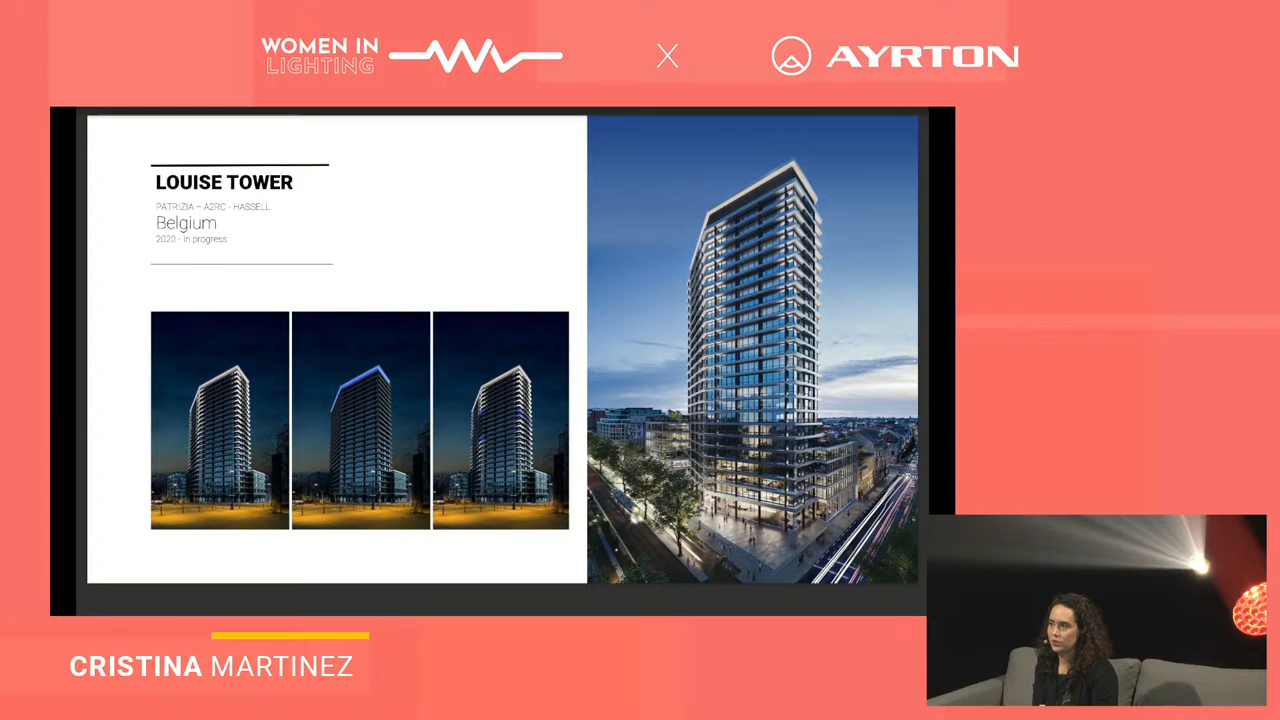 WOMEN IN
LIGHTING
X
AYRTON
LOUISE TOWER
PATRIZIA – A2RC - HASSELL
Belgium
2020 - In progress
CRISTINA MARTINEZ